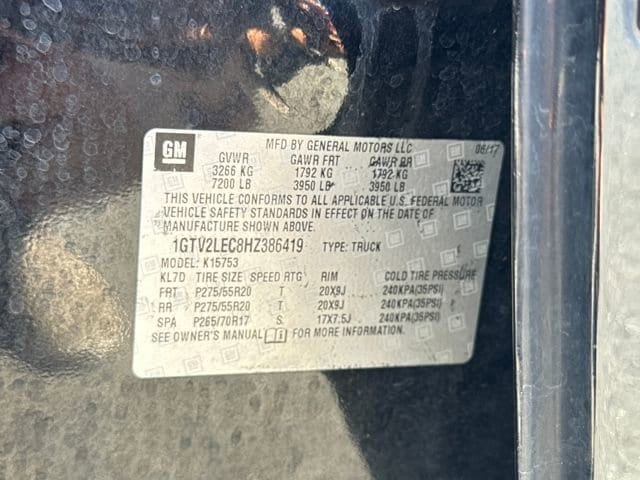 GM
MFD BY GENERAL MOTORS LLC 06/17
GVWR GAWR FRT GAWR RR
3266 KG 1792 KG 1792 KG
7200 LB 3950 LB 3950 LB
THIS VEHICLE CONFORMS TO ALL APPLICABLE U.S. FEDERAL MOTOR
VEHICLE SAFETY STANDARDS IN EFFECT ON THE DATE OF
MANUFACTURE SHOWN ABOVE.
1GTV2LEC8HZ386419 TYPE: TRUCK
MODEL: K15753
KL7D TIRE SIZE SPEED RTG RIM COLD TIRE PRESSURE
FRT P275/55R20 T 20X9J 240KPA(35PSI)
RR P275/55R20 T 20X9J 240KPA(35PSI)
SPA P265/70R17 S 17X7.5J 240KPA(35PSI)
SEE OWNER'S MANUAL FOR MORE INFORMATION.